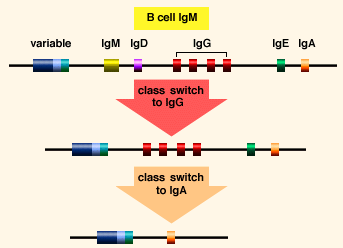 B cell IgM
variable IgM IgD IgG IgE IgA
class switch
to IgG
class switch
to IgA